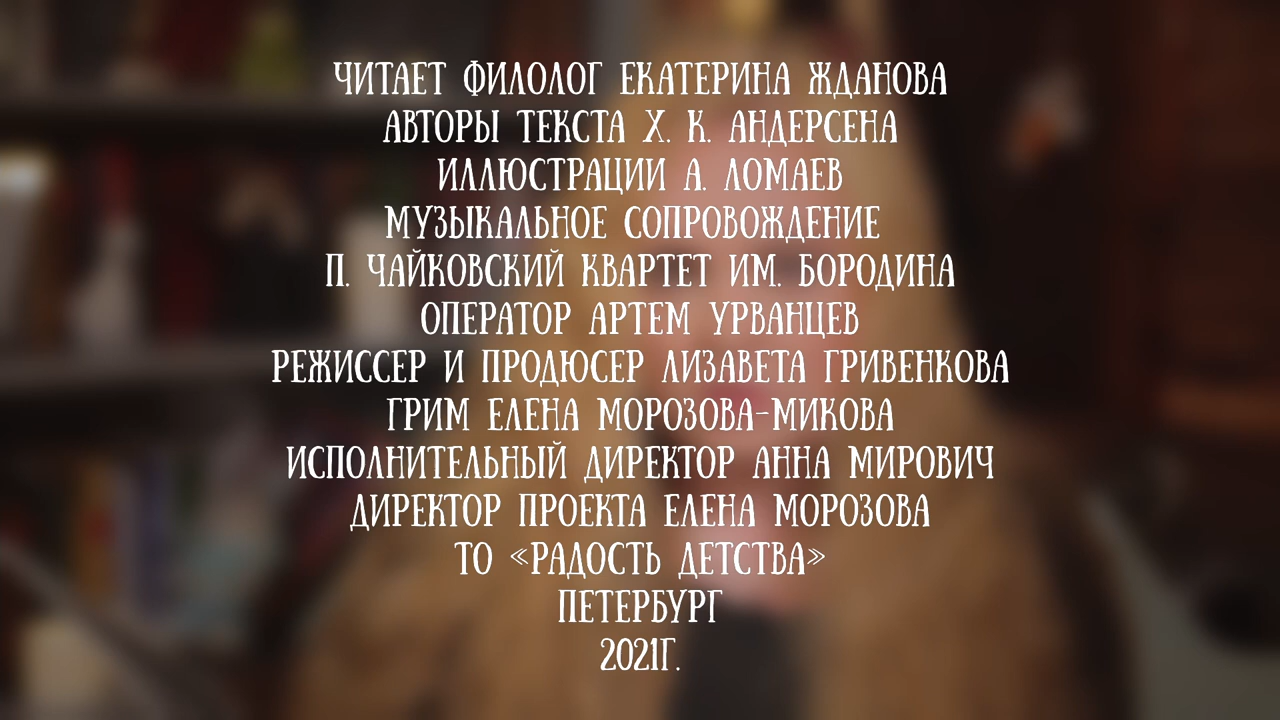 ЧИТАЕТ ФИЛОЛОГ ЕКАТЕРИНА ЖДАНОВА
АВТОРЫ ТЕКСТА Х. К. АНДЕРСЕНА
ИЛЛЮСТРАЦИИ А. ЛОМАЕВ
МУЗЫКАЛЬНОЕ СОПРОВОЖДЕНИЕ
П. ЧАЙКОВСКИЙ КВАРТЕТ ИМ. БОРОДИНА
ОПЕРАТОР АРТЕМ УРВАНЦЕВ
РЕЖИССЕР И ПРОДЮСЕР ЛИЗАВЕТА ГРИВЕНКОВА
ГРИМ ЕЛЕНА МОРОЗОВА-МИКОВА
ИСПОЛНИТЕЛЬНЫЙ ДИРЕКТОР АННА МИРОВИЧ
ДИРЕКТОР ПРОЕКТА ЕЛЕНА МОРОЗОВА
ТО «РАДОСТЬ ДЕТСТВА»
ПЕТЕРБУРГ
2021Г.